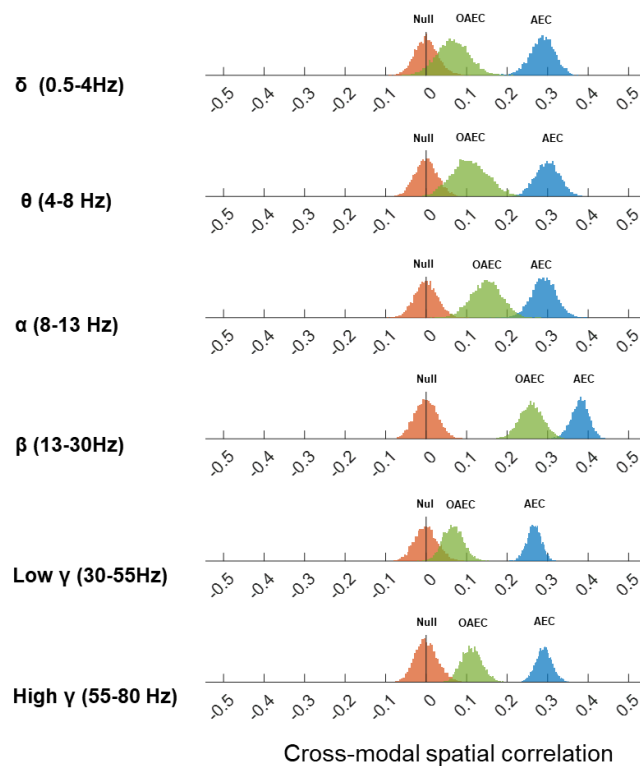 Null OAEC AEC
δ (0.5-4Hz)
-0.5 -0.4 -0.3 -0.2 -0.1 0 0.1 0.2 0.3 0.4 0.5
Null OAEC AEC
θ (4-8 Hz)
-0.5 -0.4 -0.3 -0.2 -0.1 0 0.1 0.2 0.3 0.4 0.5
Null OAEC AEC
α (8-13 Hz)
-0.5 -0.4 -0.3 -0.2 -0.1 0 0.1 0.2 0.3 0.4 0.5
Null OAEC AEC
β (13-30Hz)
-0.5 -0.4 -0.3 -0.2 -0.1 0 0.1 0.2 0.3 0.4 0.5
Nul OAEC AEC
Low γ (30-55Hz)
-0.5 -0.4 -0.3 -0.2 -0.1 0 0.1 0.2 0.3 0.4 0.5
Null OAEC AEC
High γ (55-80 Hz)
-0.5 -0.4 -0.3 -0.2 -0.1 0 0.1 0.2 0.3 0.4 0.5
Cross-modal spatial correlation